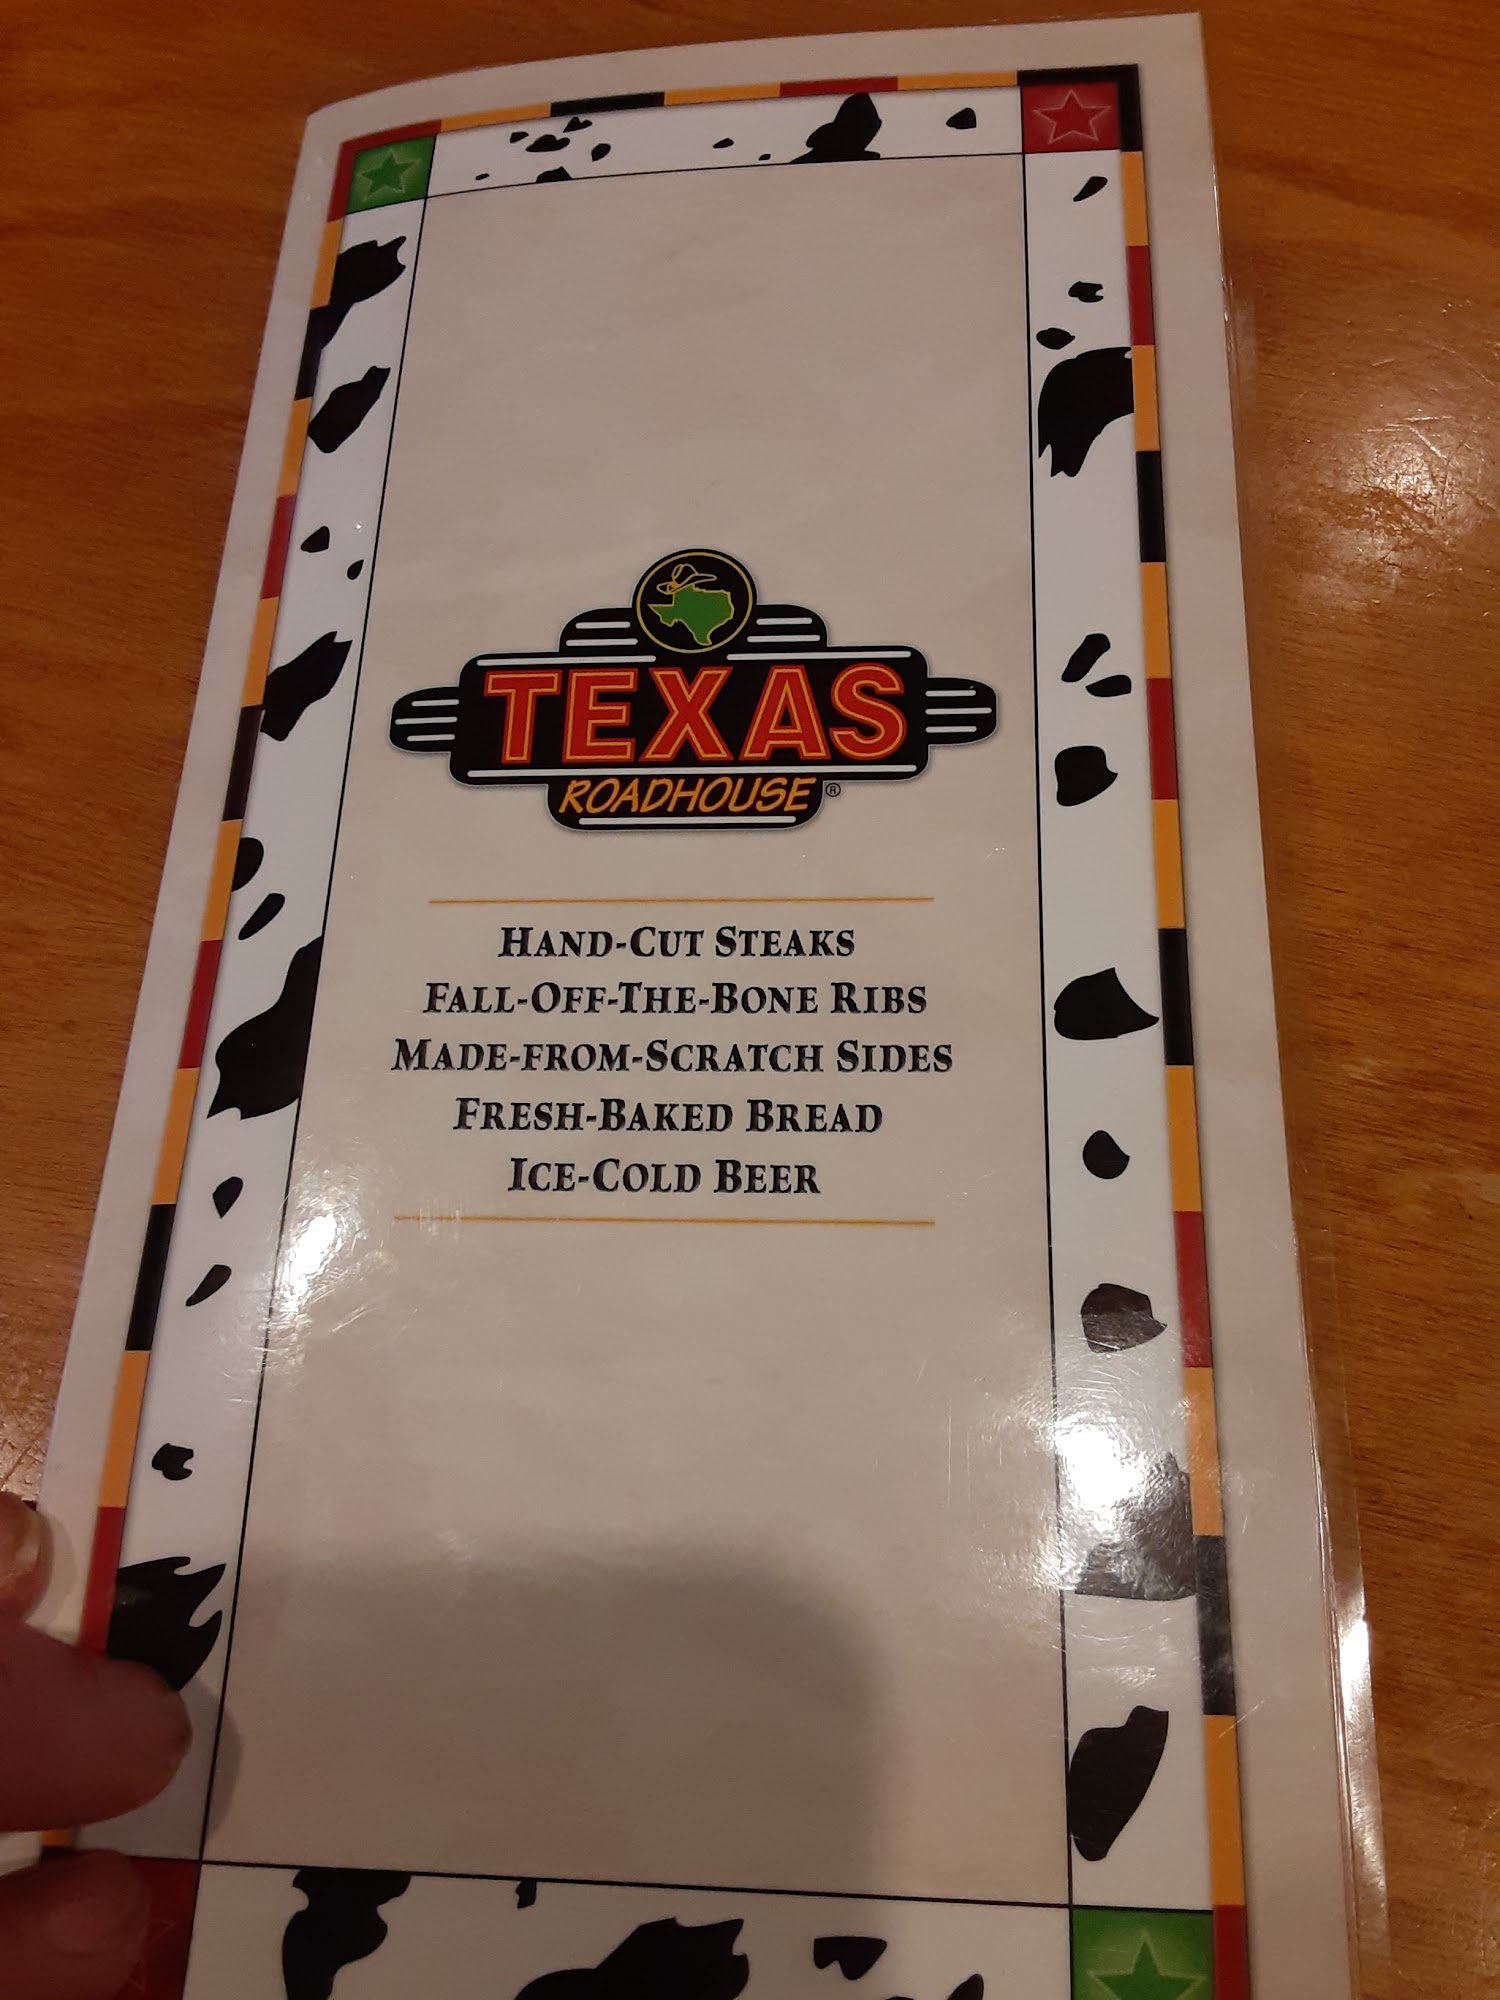 TEXAS
ROADHOUSE®
HAND-CUT STEAKS
FALL-OFF-THE-BONE RIBS
MADE-FROM-SCRATCH SIDES
FRESH-BAKED BREAD
ICE-COLD BEER